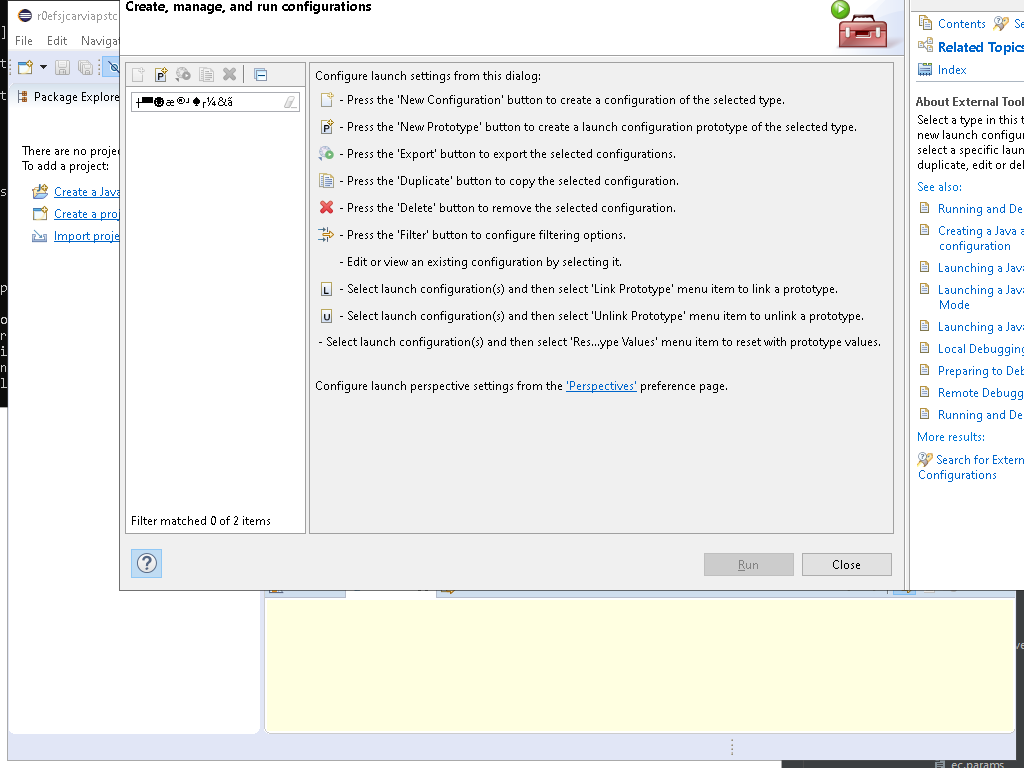 Create, manage, and run configurations
r0efsjcarviapstc
File Edit Naviga
Package Explore
There are no proje
To add a project:
Create a Java
Create a proj
Import proje
Filter matched 0 of 2 items
Configure launch settings from this dialog:
- Press the 'New Configuration' button to create a configuration of the selected type.
- Press the 'New Prototype' button to create a launch configuration prototype of the selected type.
- Press the 'Export' button to export the selected configurations.
- Press the 'Duplicate' button to copy the selected configuration.
- Press the 'Delete' button to remove the selected configuration.
- Press the 'Filter' button to configure filtering options.
- Edit or view an existing configuration by selecting it.
- Select launch configuration(s) and then select 'Link Prototype' menu item to link a prototype.
- Select launch configuration(s) and then select 'Unlink Prototype' menu item to unlink a prototype.
- Select launch configuration(s) and then select 'Res...ype Values' menu item to reset with prototype values.
Configure launch perspective settings from the 'Perspectives' preference page.
Run
Close
Contents Se
Related Topics
Index
About External Tool
Select a type in this t
new launch configur
select a specific laun
duplicate, edit or del
See also:
Running and De
Creating a Java a
configuration
Launching a Jav
Launching a Java
Mode
Launching a Jav
Local Debugging
Preparing to Deb
Remote Debugg
Running and De
More results:
Search for Extern
Configurations
ec.params